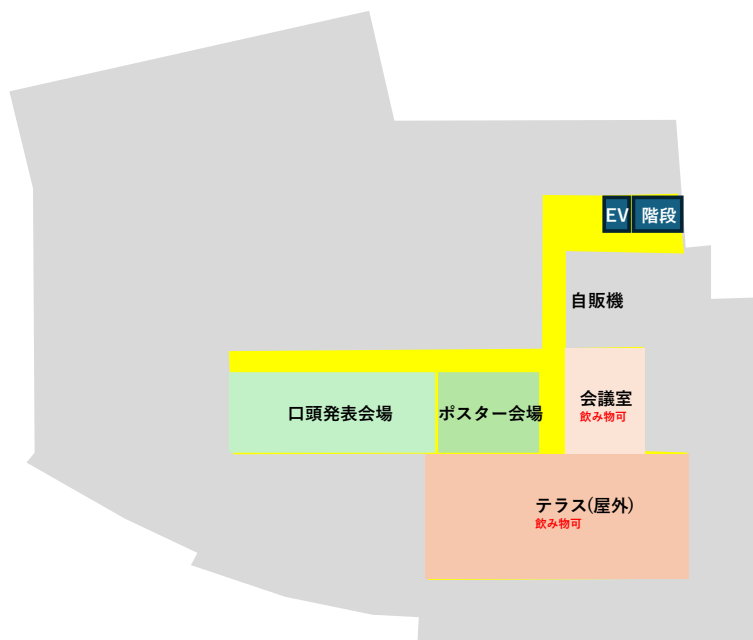 EV 階段
自販機
会議室
飲み物可
口頭発表会場
ポスター会場
テラス(屋外)
飲み物可